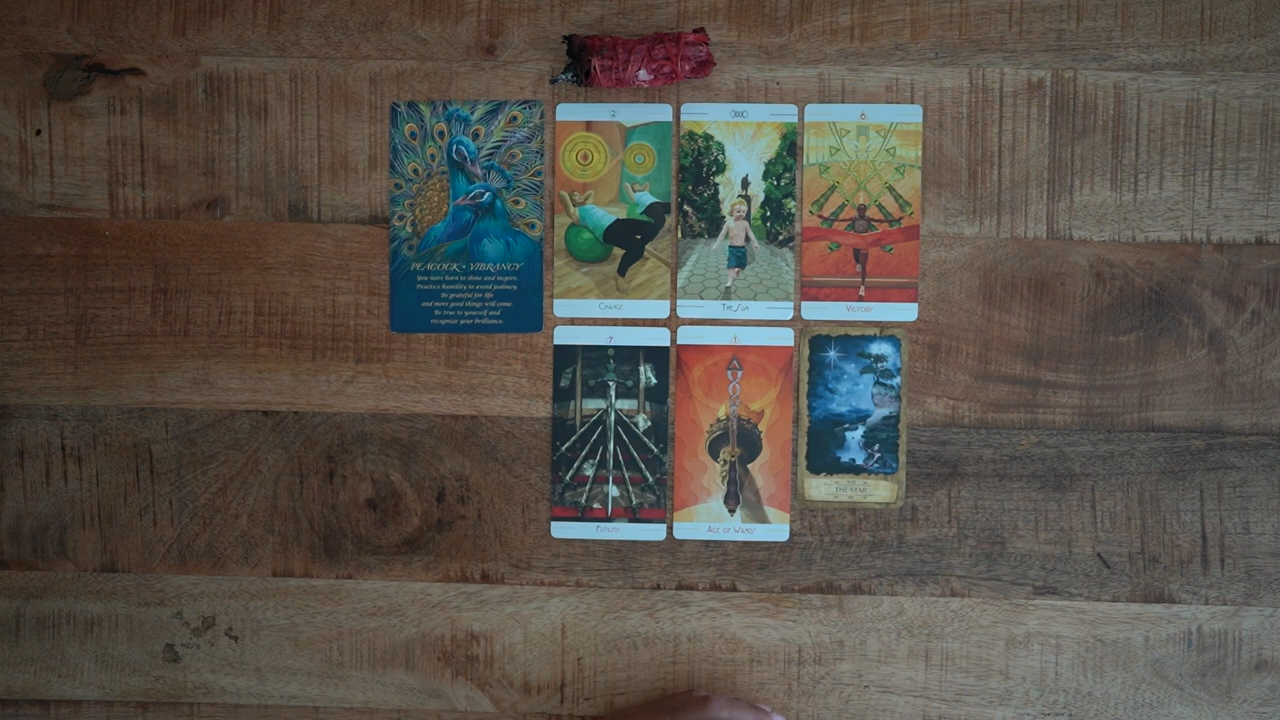 PEACOCK • VIBRANCY
You were born to shine and inspire.
Practice humility to avoid jealousy.
Be grateful for life
and more good things will come.
Be true to yourself and
recognize your brilliance.
2
CHANGE
XIX
THE SUN
6
VICTORY
7
FUTILITY
1
ACE OF WANDS
THE STAR